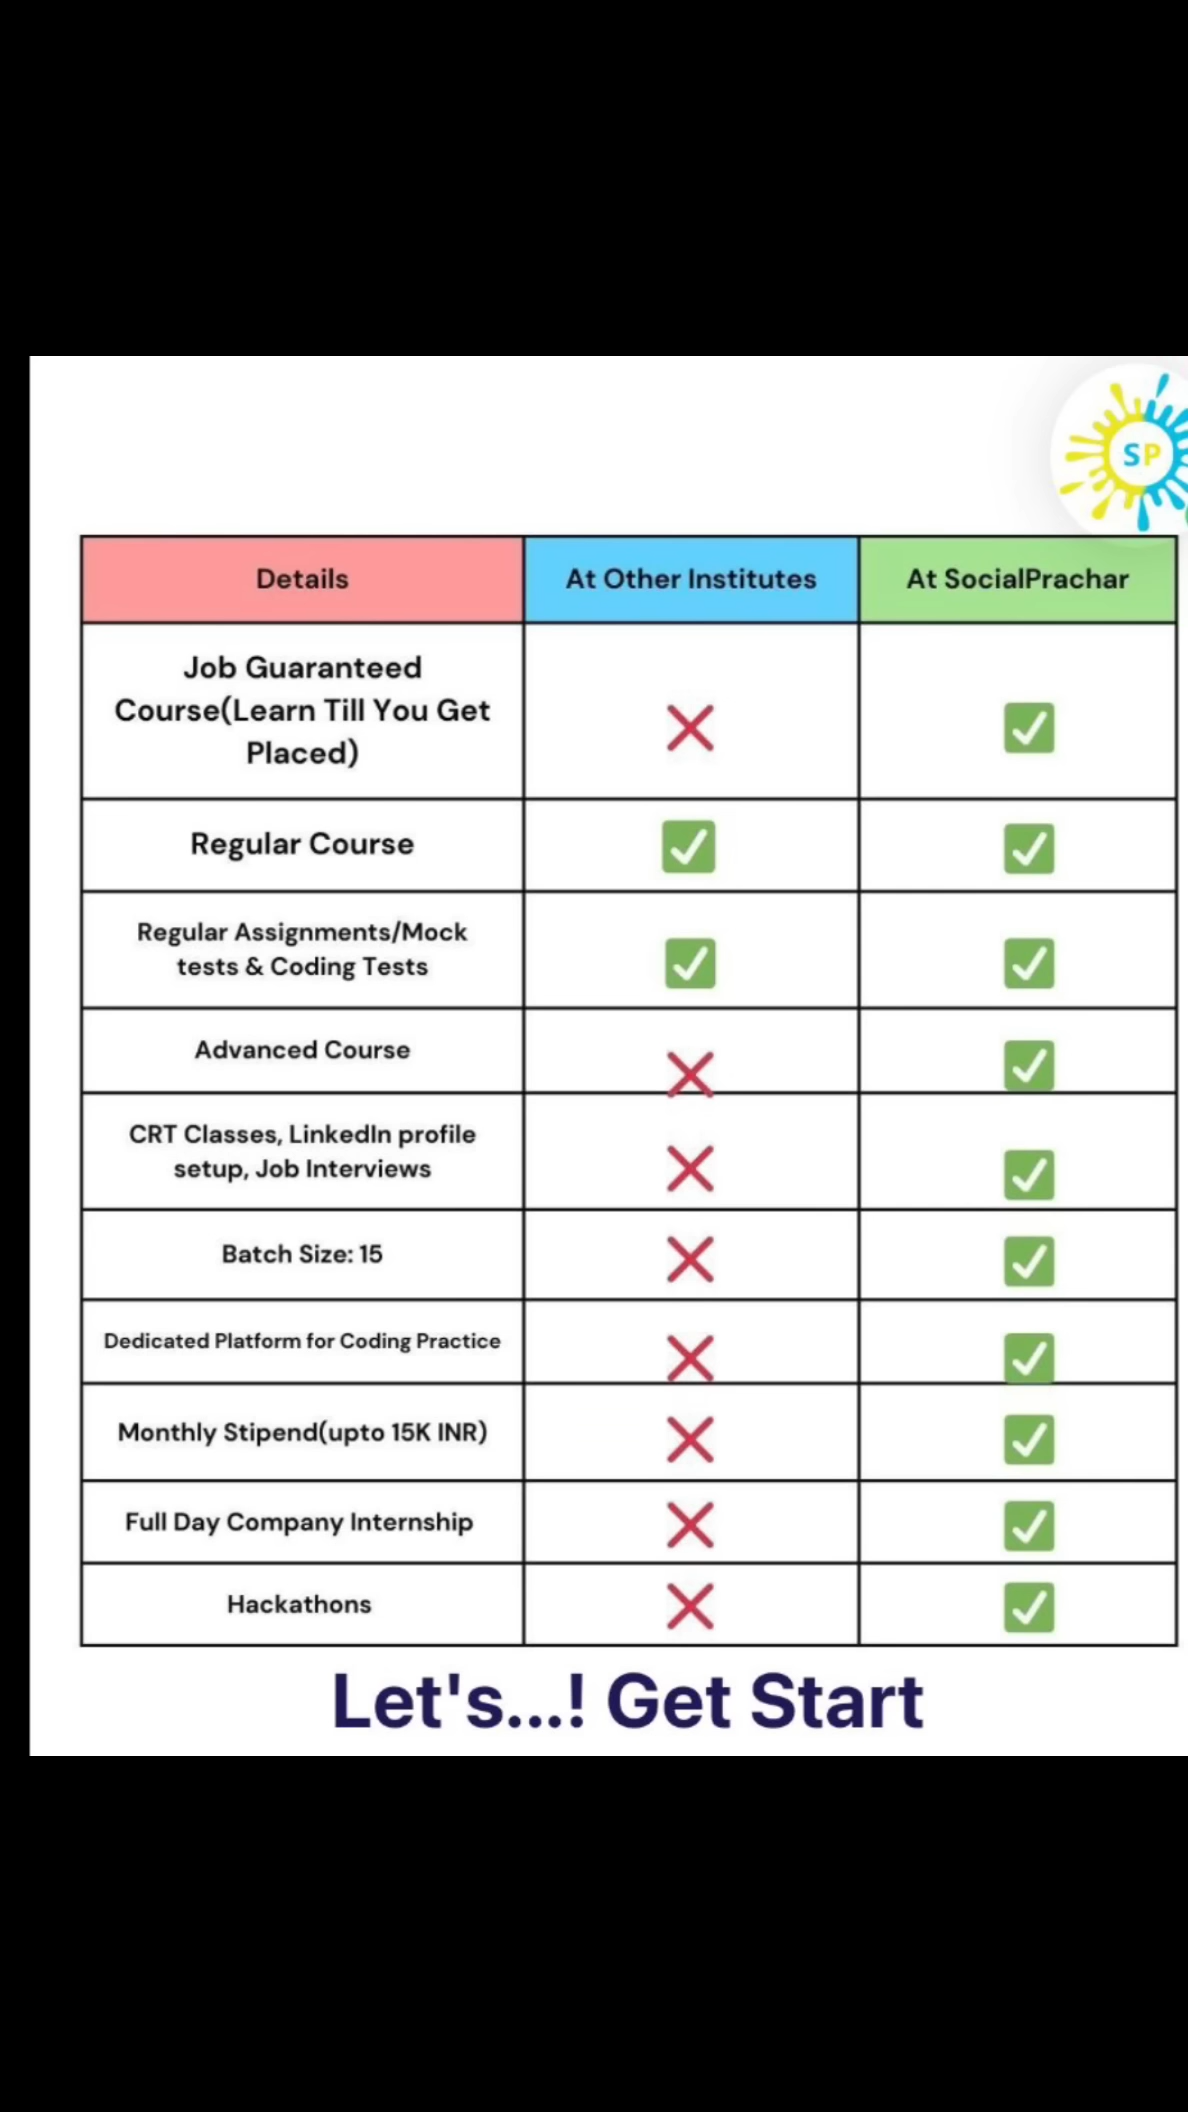 SP
Details
At Other Institutes
At SocialPrachar
Job Guaranteed
Course(Learn Till You Get
Placed)
Regular Course
Regular Assignments/Mock
tests & Coding Tests
Advanced Course
CRT Classes, LinkedIn profile
setup, Job Interviews
Batch Size: 15
Dedicated Platform for Coding Practice
Monthly Stipend(upto 15K INR)
Full Day Company Internship
Hackathons
Let's...! Get Start